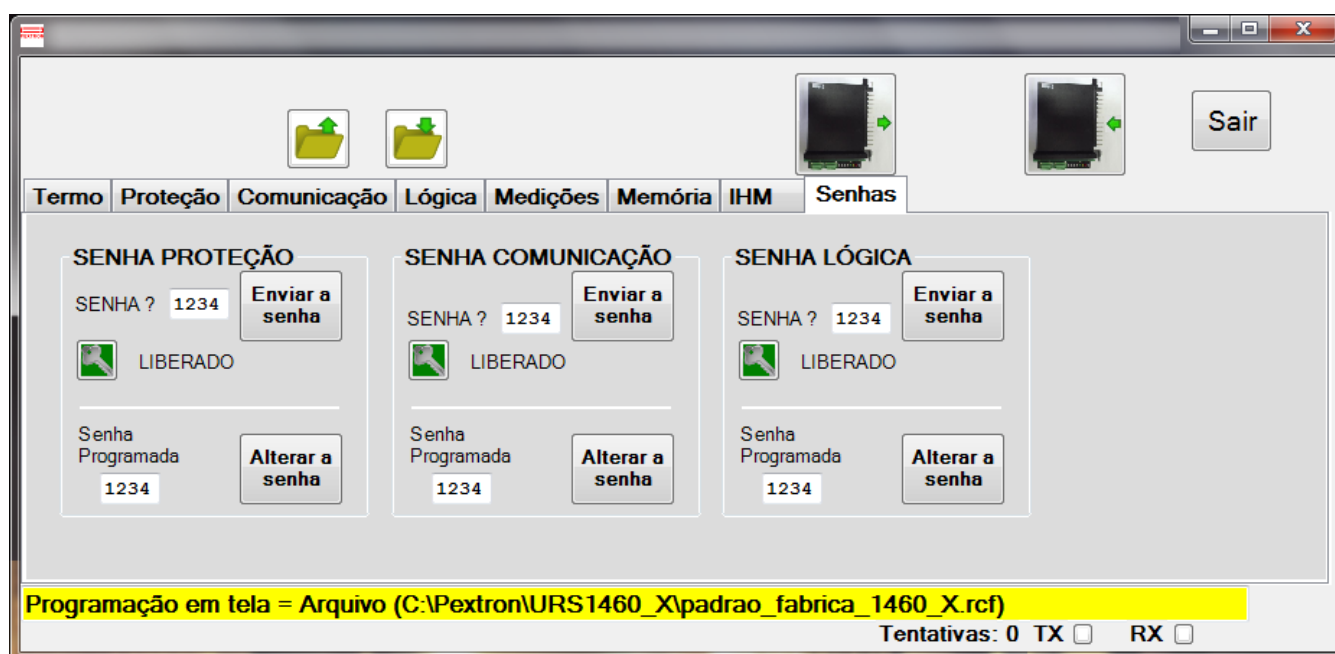 Sair
Termo Proteção Comunicação Lógica Medições Memória IHM Senhas
SENHA PROTEÇÃO
SENHA ? 1234
Enviar a
senha
LIBERADO
Senha
Programada
1234
Alterar a
senha
SENHA COMUNICAÇÃO
SENHA ? 1234
Enviar a
senha
LIBERADO
Senha
Programada
1234
Alterar a
senha
SENHA LÓGICA
SENHA ? 1234
Enviar a
senha
LIBERADO
Senha
Programada
1234
Alterar a
senha
Programação em tela = Arquivo (C:\Pextron\URS1460_X\padrao_fabrica_1460_X.rcf)
Tentativas: 0 TX RX